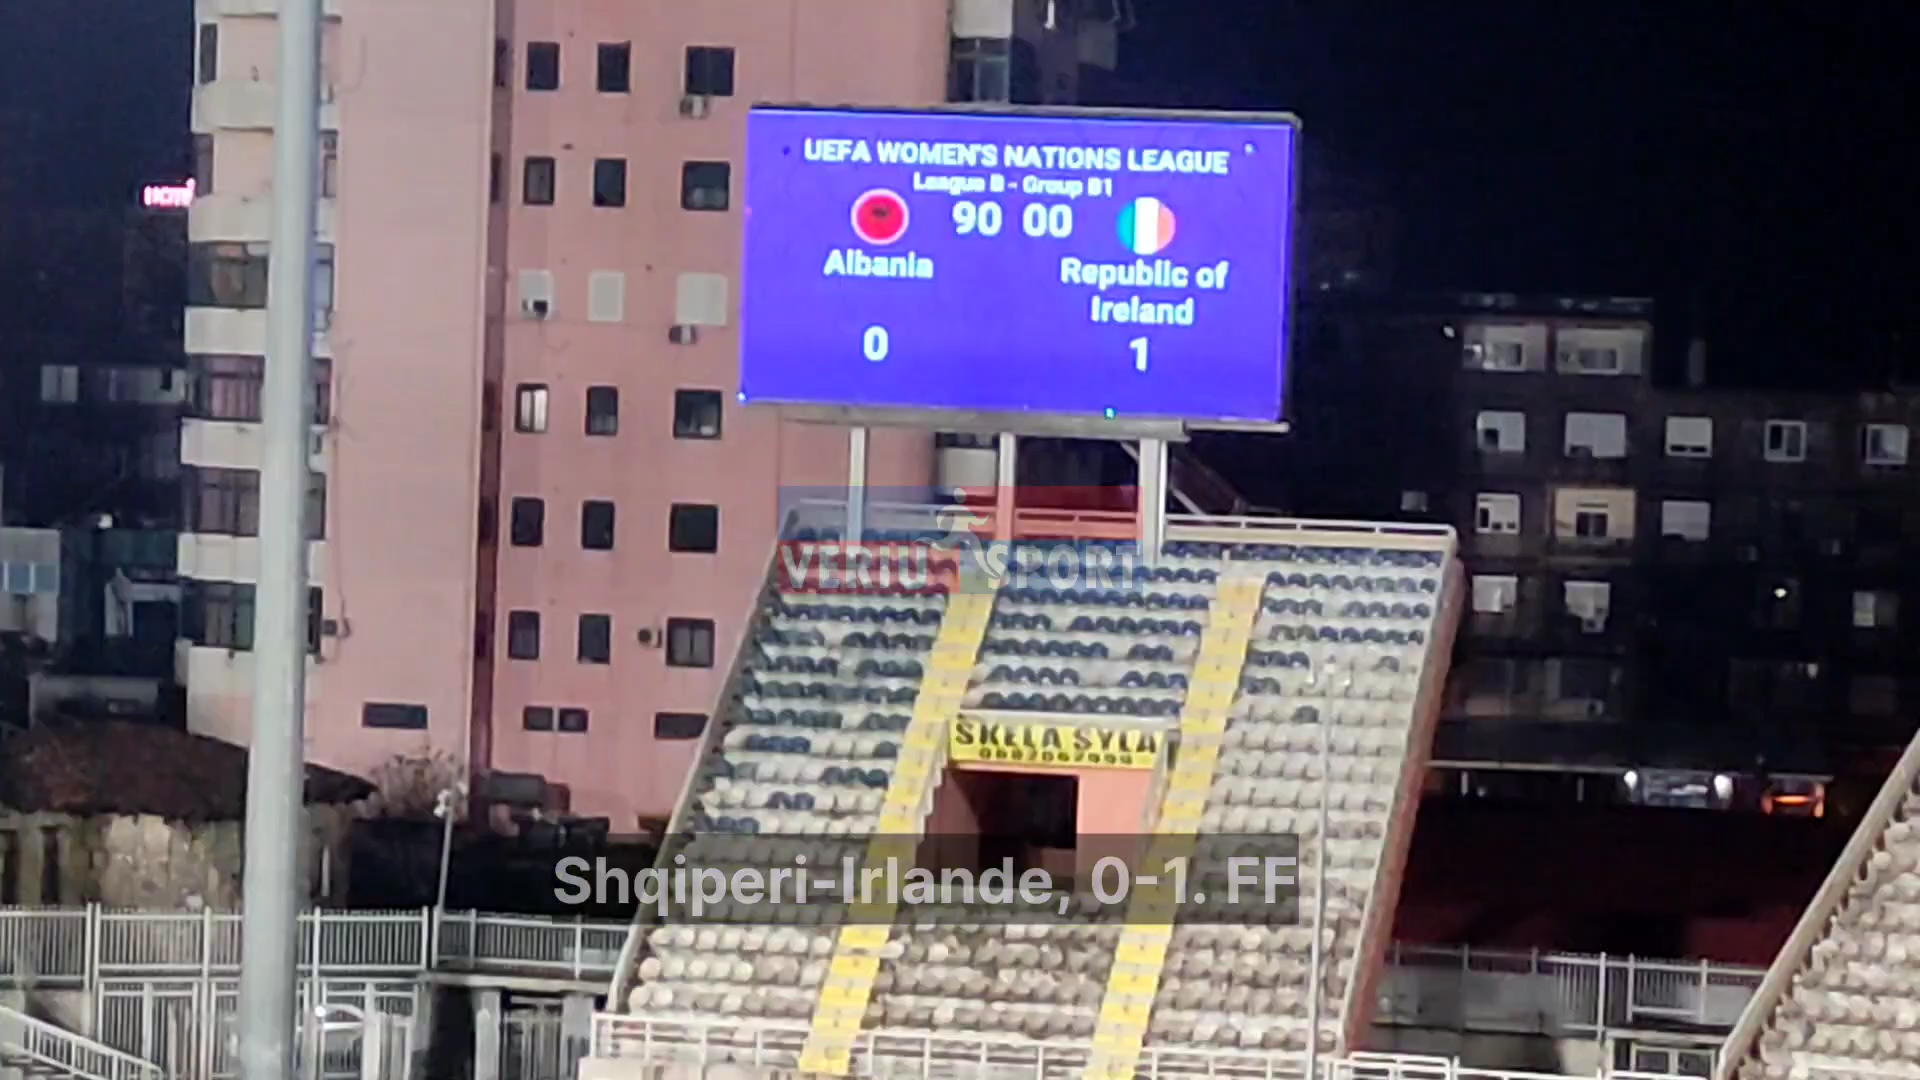 UEFA WOMEN'S NATIONS LEAGUE
League B - Group B1
90 00
Albania
Republic of
Ireland
0
1
VERIU SPORT
SKELA SYLA
Shqiperi-Irlande, 0-1. FF